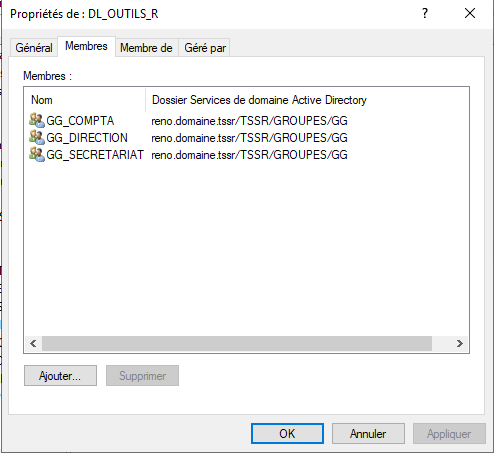 Propriétés de : DL_OUTILS_R
?
Général Membres Membre de Géré par
Membres :
Nom Dossier Services de domaine Active Directory
GG_COMPTA reno.domaine.tssr/TSSR/GROUPES/GG
GG_DIRECTION reno.domaine.tssr/TSSR/GROUPES/GG
GG_SECRETARIAT reno.domaine.tssr/TSSR/GROUPES/GG
Ajouter... Supprimer
OK Annuler Appliquer